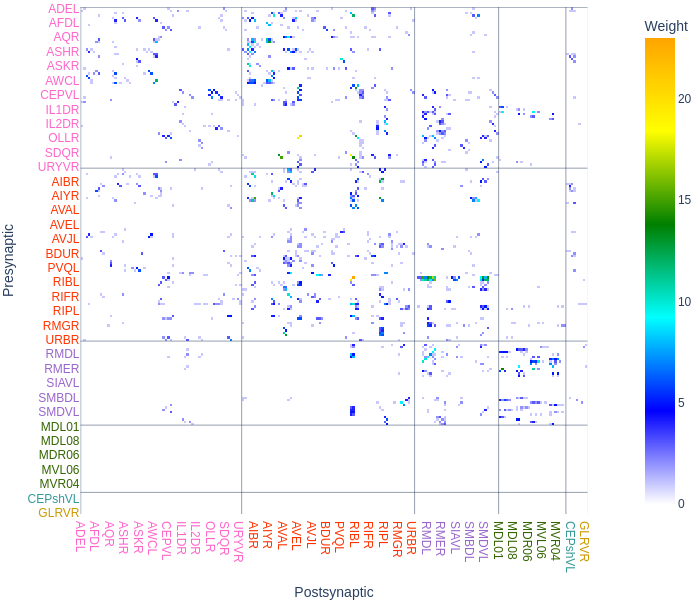 Weight
20
15
10
5
0
Presynaptic
ADEL
AFDL
AQR
ASHR
ASKR
AWCL
CEPVL
IL1DR
IL2DR
OLLR
SDQR
URYVR
AIBR
AIYR
AVAL
AVEL
AVJL
BDUR
PVQL
RIBL
RIFR
RIPL
RMGR
URBR
RMDL
RMER
SIAVL
SMBDL
SMDVL
MDL01
MDL08
MDR06
MVL06
MVR04
CEPshVL
GLRVR
ADEL
AFDL
AQR
ASHR
ASKR
AWCL
CEPVL
IL1DR
IL2DR
OLLR
SDQR
URYVR
AIBR
AIYR
AVAL
AVEL
AVJL
BDUR
PVQL
RIBL
RIFR
RIPL
RMGR
URBR
RMDL
RMER
SIAVL
SMBDL
SMDVL
MDL01
MDL08
MDR06
MVL06
MVR04
CEPshVL
GLRVR
Postsynaptic